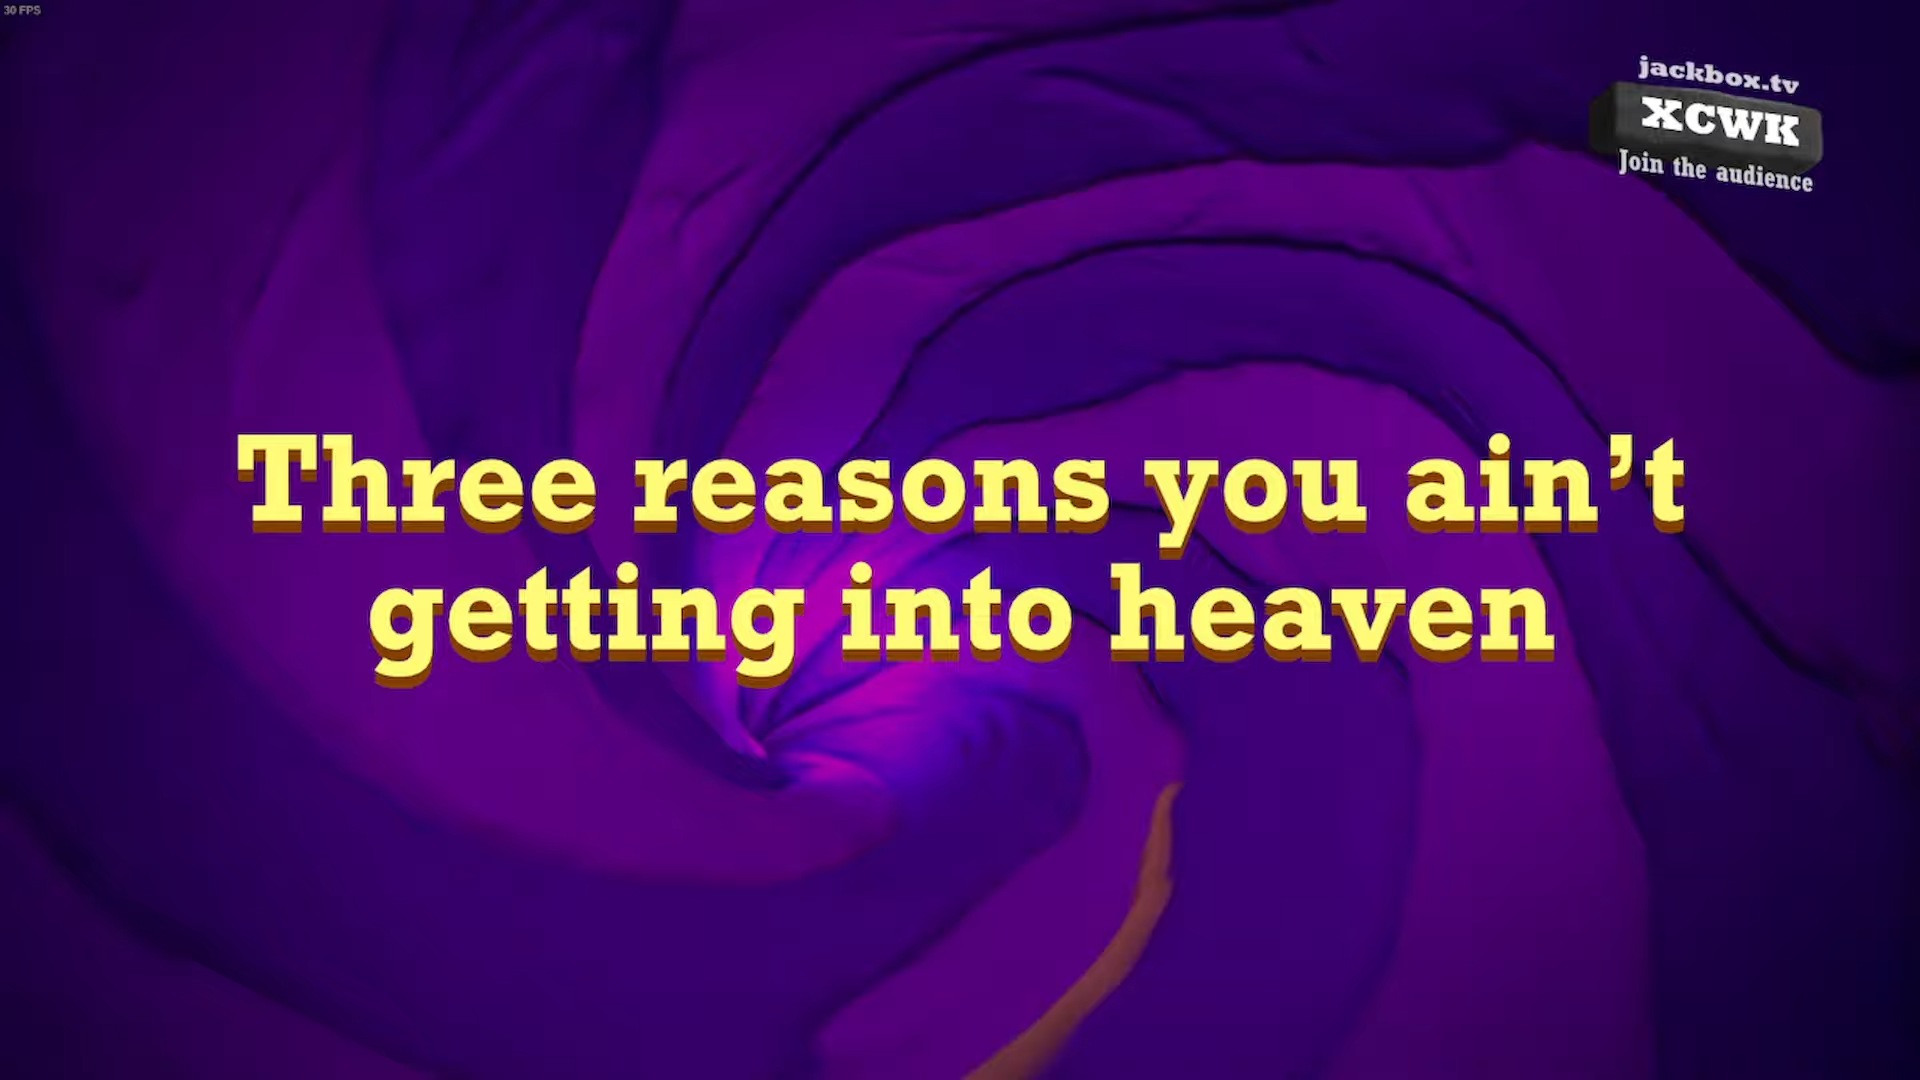 30 FPS
jackbox.tv
XCWK
Join the audience
Three reasons you ain’t
getting into heaven